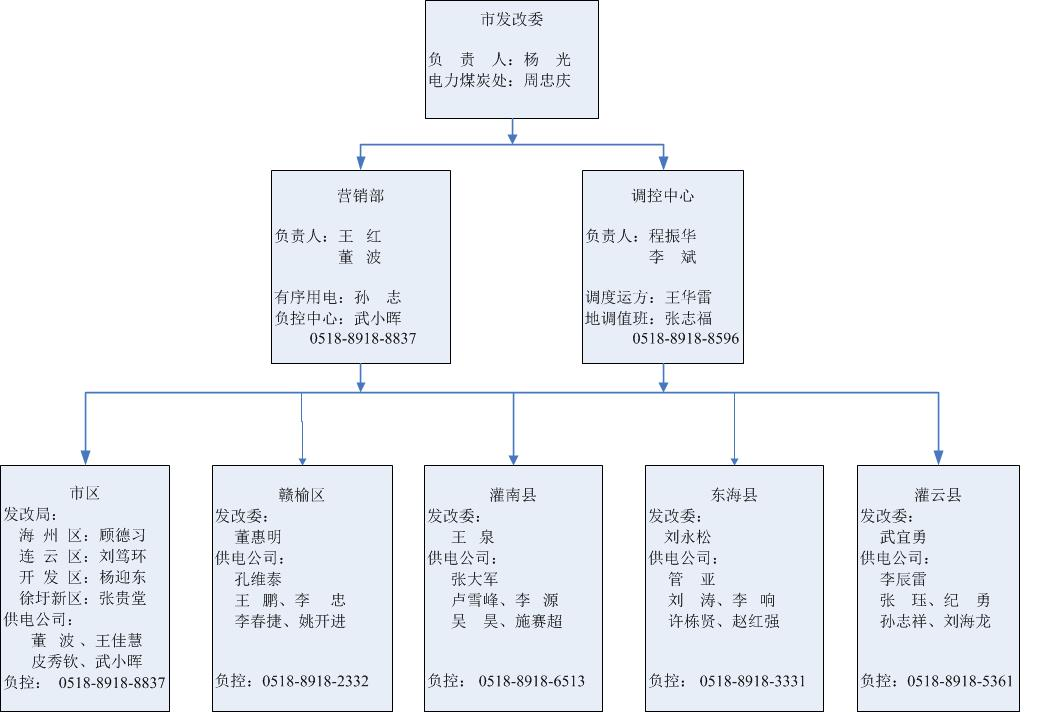 市发改委
负 责 人：杨 光
电力煤炭处：周忠庆
营销部
负责人：王 红
董 波
有序用电：孙 志
负控中心：武小晖
0518-8918-8837
调控中心
负责人：程振华
李 斌
调度运方：王华雷
地调值班：张志福
0518-8918-8596
市区
发改局：
海 州 区：顾德习
连 云 区：刘笃环
开 发 区：杨迎东
徐圩新区：张贵堂
供电公司：
董 波、王佳慧
皮秀钦、武小晖
负控： 0518-8918-8837
赣榆区
发改委：
董惠明
供电公司：
孔维泰
王 鹏、李 忠
李春捷、姚开进
负控：0518-8918-2332
灌南县
发改委：
王 泉
供电公司：
张大军
卢雪峰、李 源
吴 昊、施赛超
负控： 0518-8918-6513
东海县
发改委：
刘永松
供电公司：
管 亚
刘 涛、李 响
许栋贤、赵红强
负控： 0518-8918-3331
灌云县
发改委：
武宜勇
供电公司：
李辰雷
张 珏、纪 勇
孙志祥、刘海龙
负控：0518-8918-5361